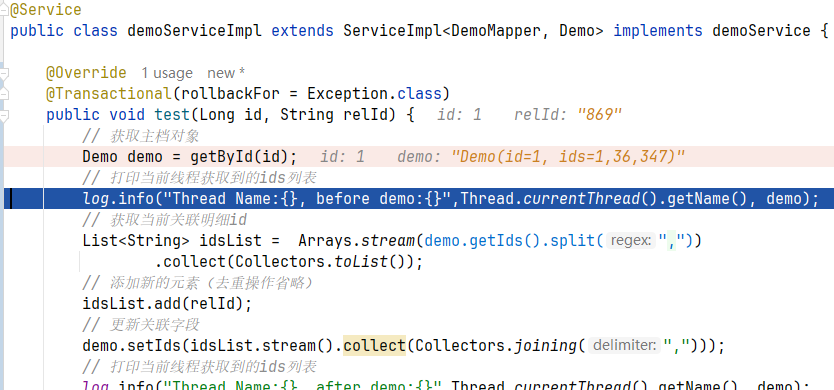 @Service
public class demoServiceImpl extends ServiceImpl<DemoMapper, Demo> implements demoService {
@Override 1 usage new *
@Transactional(rollbackFor = Exception.class)
public void test(Long id, String relId) { id: 1 relId: "869"
// 获取主档对象
Demo demo = getById(id); id: 1 demo: "Demo(id=1, ids=1,36,347)"
// 打印当前线程获取到的ids列表
log.info("Thread Name:{}, before demo:{}",Thread.currentThread().getName(), demo);
// 获取当前关联明细id
List<String> idsList = Arrays.stream(demo.getIds().split( regex: ","))
.collect(Collectors.toList());
// 添加新的元素（去重操作省略）
idsList.add(relId);
// 更新关联字段
demo.setIds(idsList.stream().collect(Collectors.joining( delimiter: ",")));
// 打印当前线程获取到的ids列表
log.info("Thread Name:{}, after demo:{}",Thread.currentThread().getName(), demo);